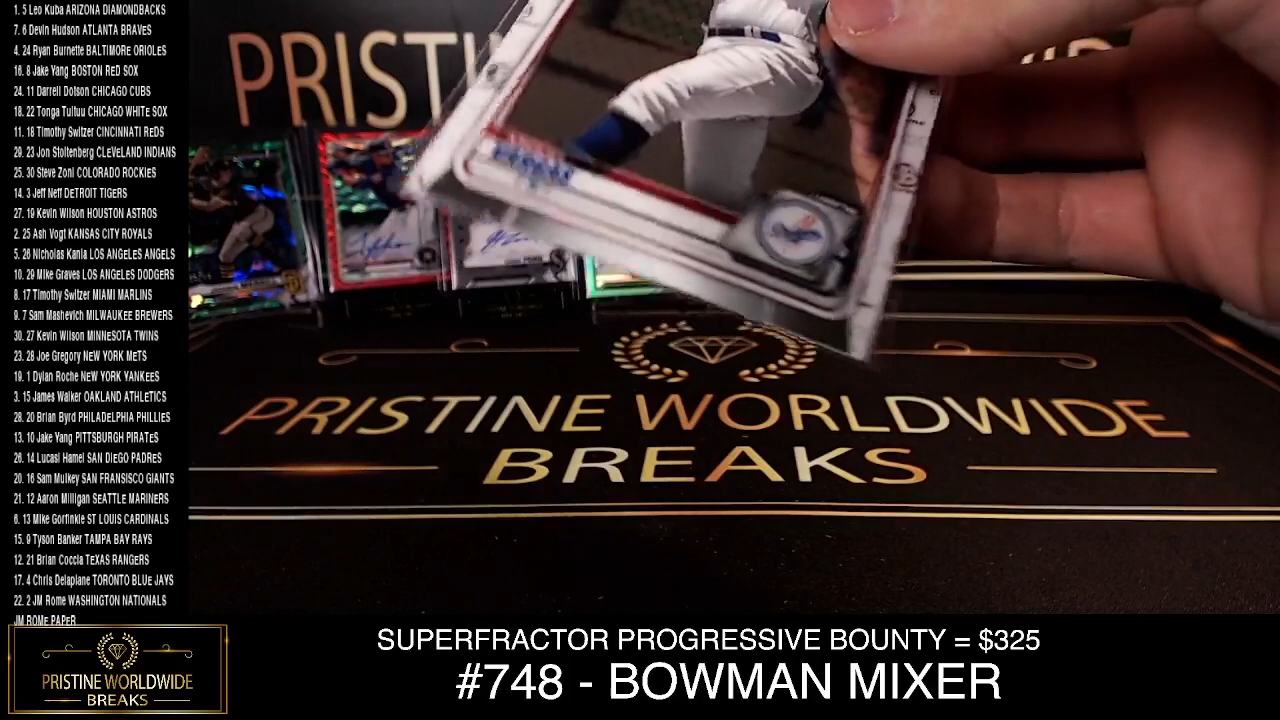 1. 5 Leo Kuba ARIZONA DIAMONDBACKS
7. 6 Devin Hudson ATLANTA BRAVeS
4. 24 Ryan Burnette BALTIMORE ORIOLES
16. 8 Jake Yang BOSTON RED SOX
24. 11 Darrell Dotson CHICAGO CUBS
18. 22 Tonga Tuituu CHICAGO WHITe SOX
11. 18 Timothy Switzer CINCINNATI ReDS
29. 23 Jon Stoltenberg CLeVeLAND INDIANS
25. 30 Steve Zoni COLORADO ROCKIeS
14. 3 Jeff Neff DETROIT TIGERS
27. 19 Kevin Wilson HOUSTON ASTROS
2. 25 Ash Vogt KANSAS CITY ROYALS
5. 26 Nicholas Kania LOS ANGELES ANGELS
10. 29 Mike Graves LOS ANGELES DODGERS
8. 17 Timothy Switzer MIAMI MARLINS
9. 7 Sam Mashevich MILWAUKEE BReWeRS
30. 27 Kevin Wilson MINNeSOTA TWINS
23. 28 Joe Gregory NEW YORK MeTS
19. 1 Dylan Roche NeW YORK YANKeeS
3. 15 James Walker OAKLAND ATHLeTICS
28. 20 Brian Byrd PHILADELPHIA PHILLIES
13. 10 Jake Yang PITTSBURGH PIRATeS
26. 14 Lucasi Hamel SAN DIEGO PADReS
20. 16 Sam Mulkey SAN FRANSISCO GIANTS
21. 12 Aaron Milligan SEATTLE MARINERS
6. 13 Mike Gorfinkle ST LOUIS CARDINALS
15. 9 Tyson Banker TAMPA BAY RAYS
12. 21 Brian Coccia TeXAS RANGERS
17. 4 Chris Delaplane TORONTO BLUe JAYS
22. 2 JM Rome WASHINGTON NATIONALS
JM ROMe PAPeR
PRISTINE WORLDWIDE
BREAKS
PRISTI
Dodgers
PRISTINE WORLDWIDE
BREAKS
SUPERFRACTOR PROGRESSIVE BOUNTY = $325
#748 - BOWMAN MIXER